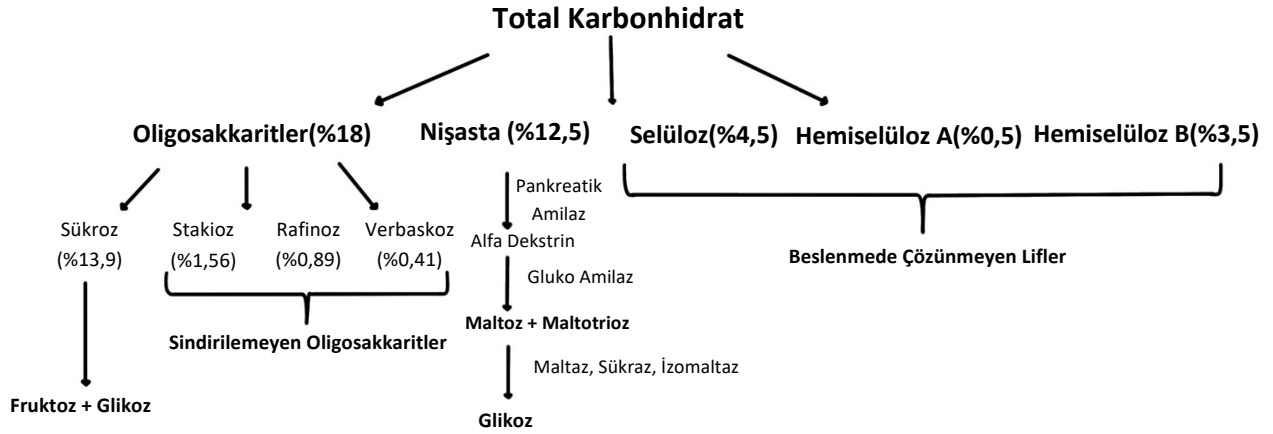 Total Karbonhidrat
Oligosakkaritler(%18)
Nişasta (%12,5)
Selüloz(%4,5)
Hemiselüloz A(%0,5)
Hemiselüloz B(%3,5)
Sükroz
(%13,9)
Stakioz
(%1,56)
Rafinoz
(%0,89)
Verbaskoz
(%0,41)
Sindirilemeyen Oligosakkaritler
Fruktoz + Glikoz
Pankreatik
Amilaz
Alfa Dekstrin
Gluko Amilaz
Maltoz + Maltotrioz
Maltaz, Sükraz, İzomaltaz
Glikoz
Beslenmede Çözünmeyen Lifler